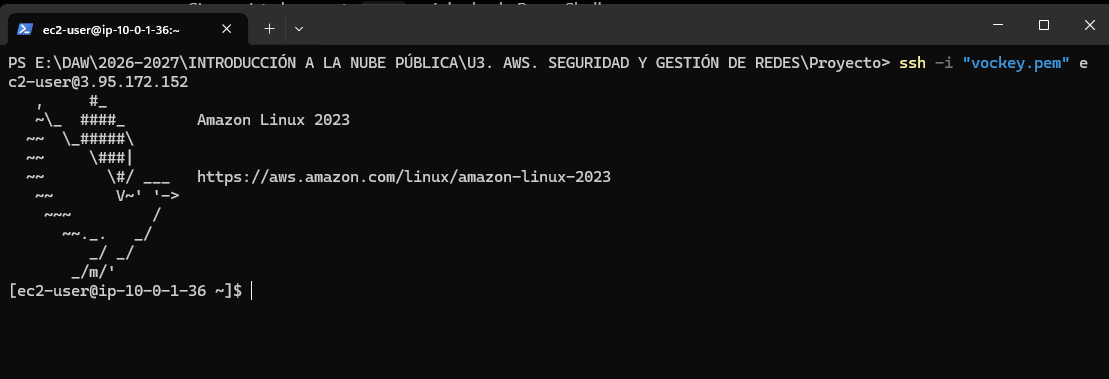 ec2-user@ip-10-0-1-36:~
PS E:\DAW\2026-2027\INTRODUCCIÓN A LA NUBE PÚBLICA\U3. AWS. SEGURIDAD Y GESTIÓN DE REDES\Proyecto> ssh -i "vockey.pem" e
c2-user@3.95.172.152
   ,     #_
   ~\_  ####_        Amazon Linux 2023
  ~~  \_#####\
  ~~     \###|
  ~~       \#/ ___   https://aws.amazon.com/linux/amazon-linux-2023
   ~~       V~' '->
    ~~~         /
      ~~._.   _/
         _/ _/
       _/m/'
[ec2-user@ip-10-0-1-36 ~]$